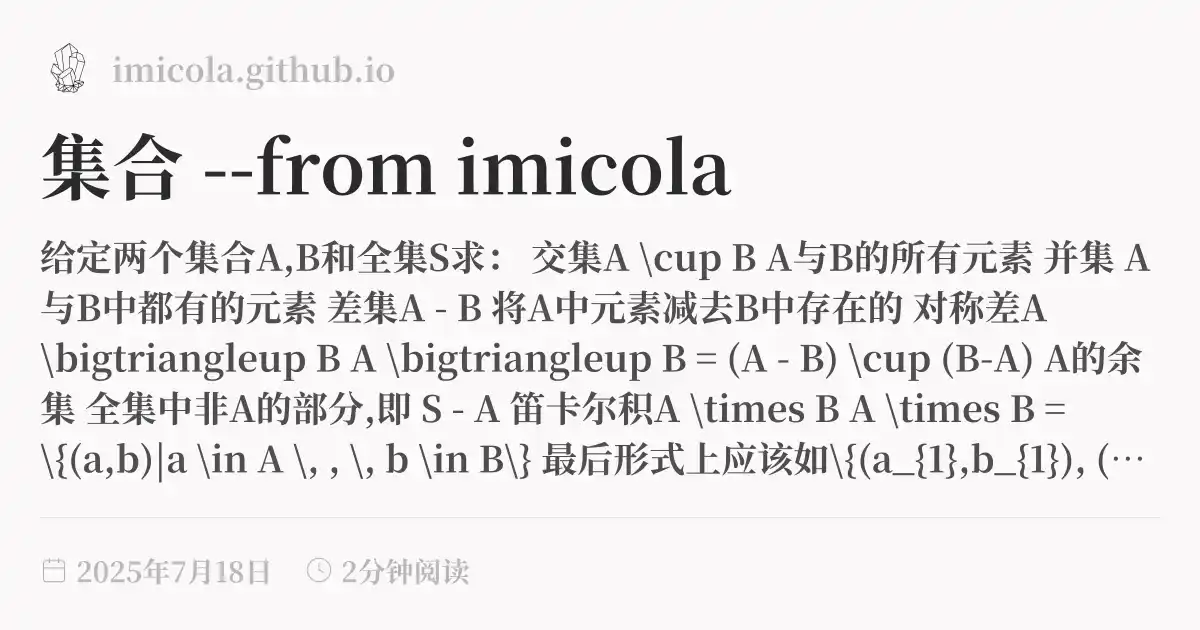 imicola.github.io
集合 --from imicola
给定两个集合A,B和全集S求： 交集A \cup B A与B的所有元素 并集 A
与B中都有的元素 差集A - B 将A中元素减去B中存在的 对称差A
\bigtriangleup B A \bigtriangleup B = (A - B) \cup (B-A) A的余
集 全集中非A的部分,即 S - A 笛卡尔积A \times B A \times B =
\{(a,b)|a \in A \, , \, b \in B\} 最后形式上应该如\{(a_{1},b_{1}), (…
2025年7月18日 2分钟阅读